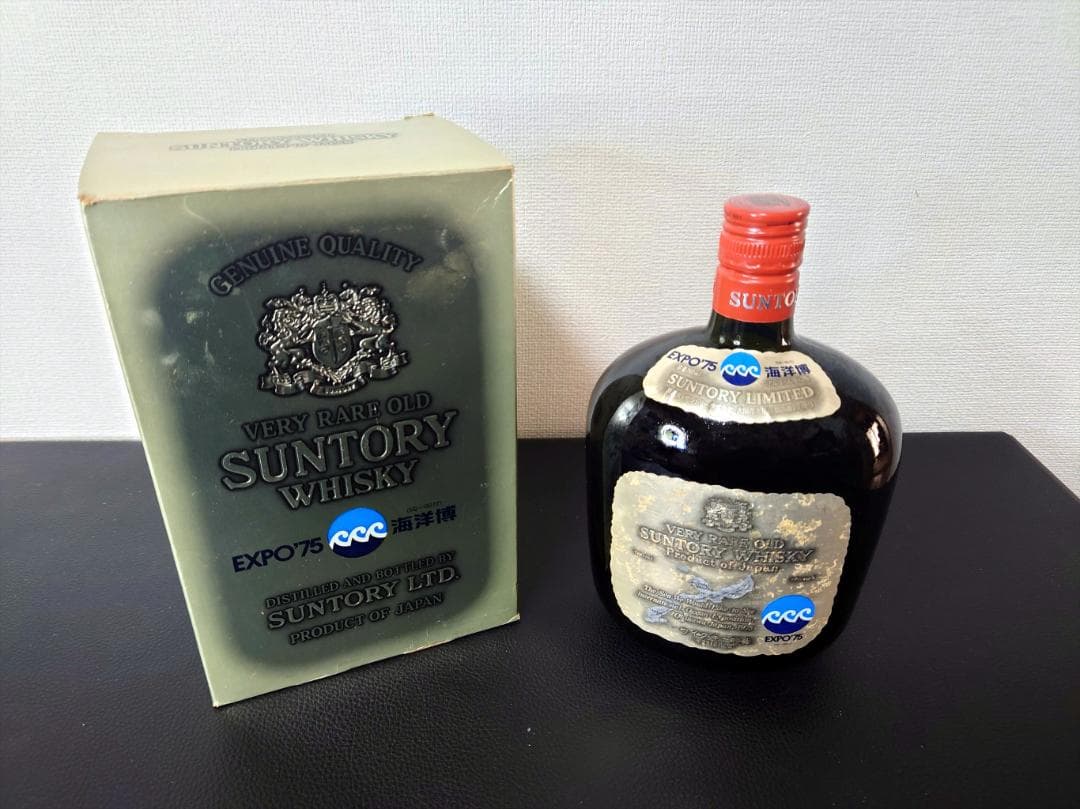 SUNTORY WHISKY
GENUINE QUALITY
VERY RARE OLD
SUNTORY
WHISKY
EXPO'75 海洋博
DISTILLED AND BOTTLED BY
SUNTORY LTD.
PRODUCT OF JAPAN
SUNTO
EXPO'75 海洋博
SUNTORY LIMITED
VERY RARE OLD
SUNTORY WHISKY
Product of Japan
EXPO'75